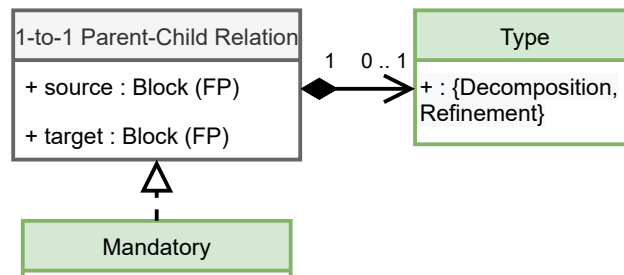 1-to-1 Parent-Child Relation
+ source : Block (FP)
+ target : Block (FP)
1 0 .. 1
Type
+ : {Decomposition,
Refinement}
Mandatory